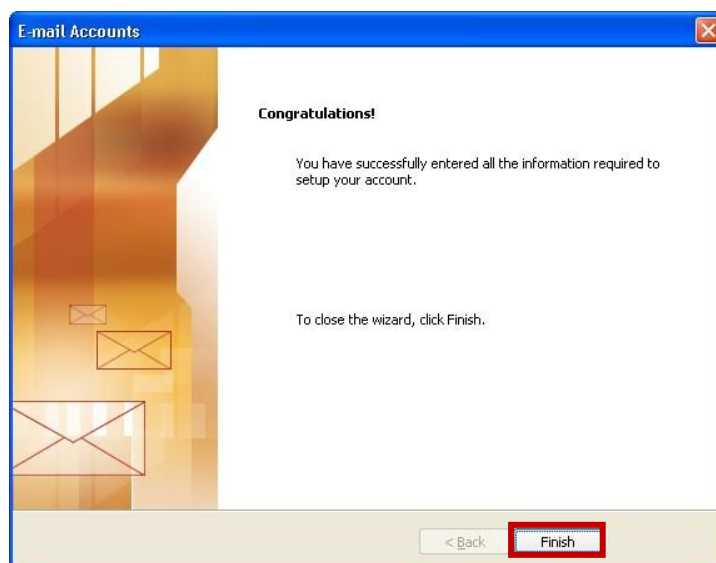 E-mail Accounts
Congratulations!
You have successfully entered all the information required to
setup your account.
To close the wizard, click Finish.
< Back
Finish